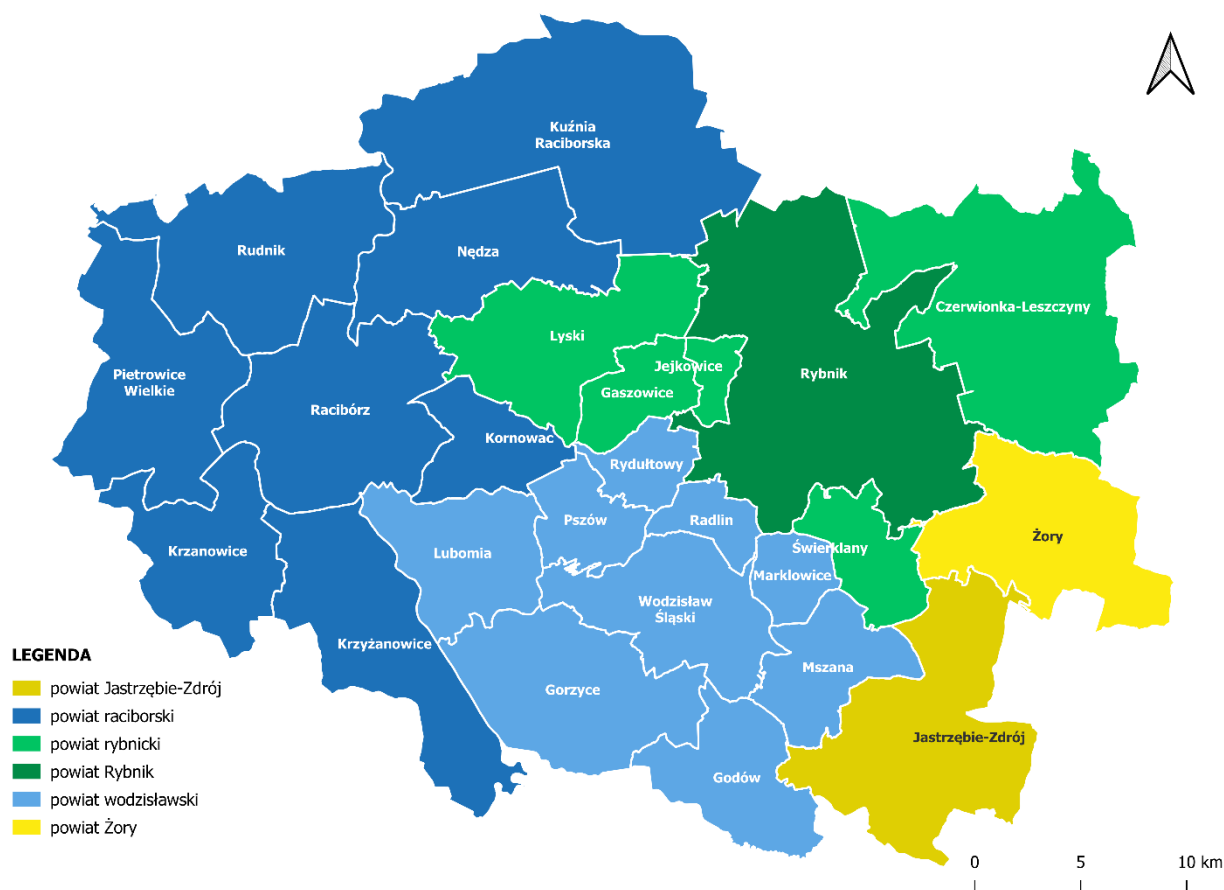 Kuźnia
Raciborska
Rudnik
Nędza
Czerwionka-Leszczyny
Lyski
Jejkowice
Pietrowice
Wielkie
Rybnik
Gaszowice
Racibórz
Kornowac
Rydułtowy
Pszów
Radlin
Żory
Krzanowice
Lubomia
Świerklany
Marklowice
Wodzisław
Śląski
Krzyżanowice
Mszana
Gorzyce
Jastrzębie-Zdrój
Godów
LEGENDA
powiat Jastrzębie-Zdrój
powiat raciborski
powiat rybnicki
powiat Rybnik
powiat wodzisławski
powiat Żory
0 5 10 km